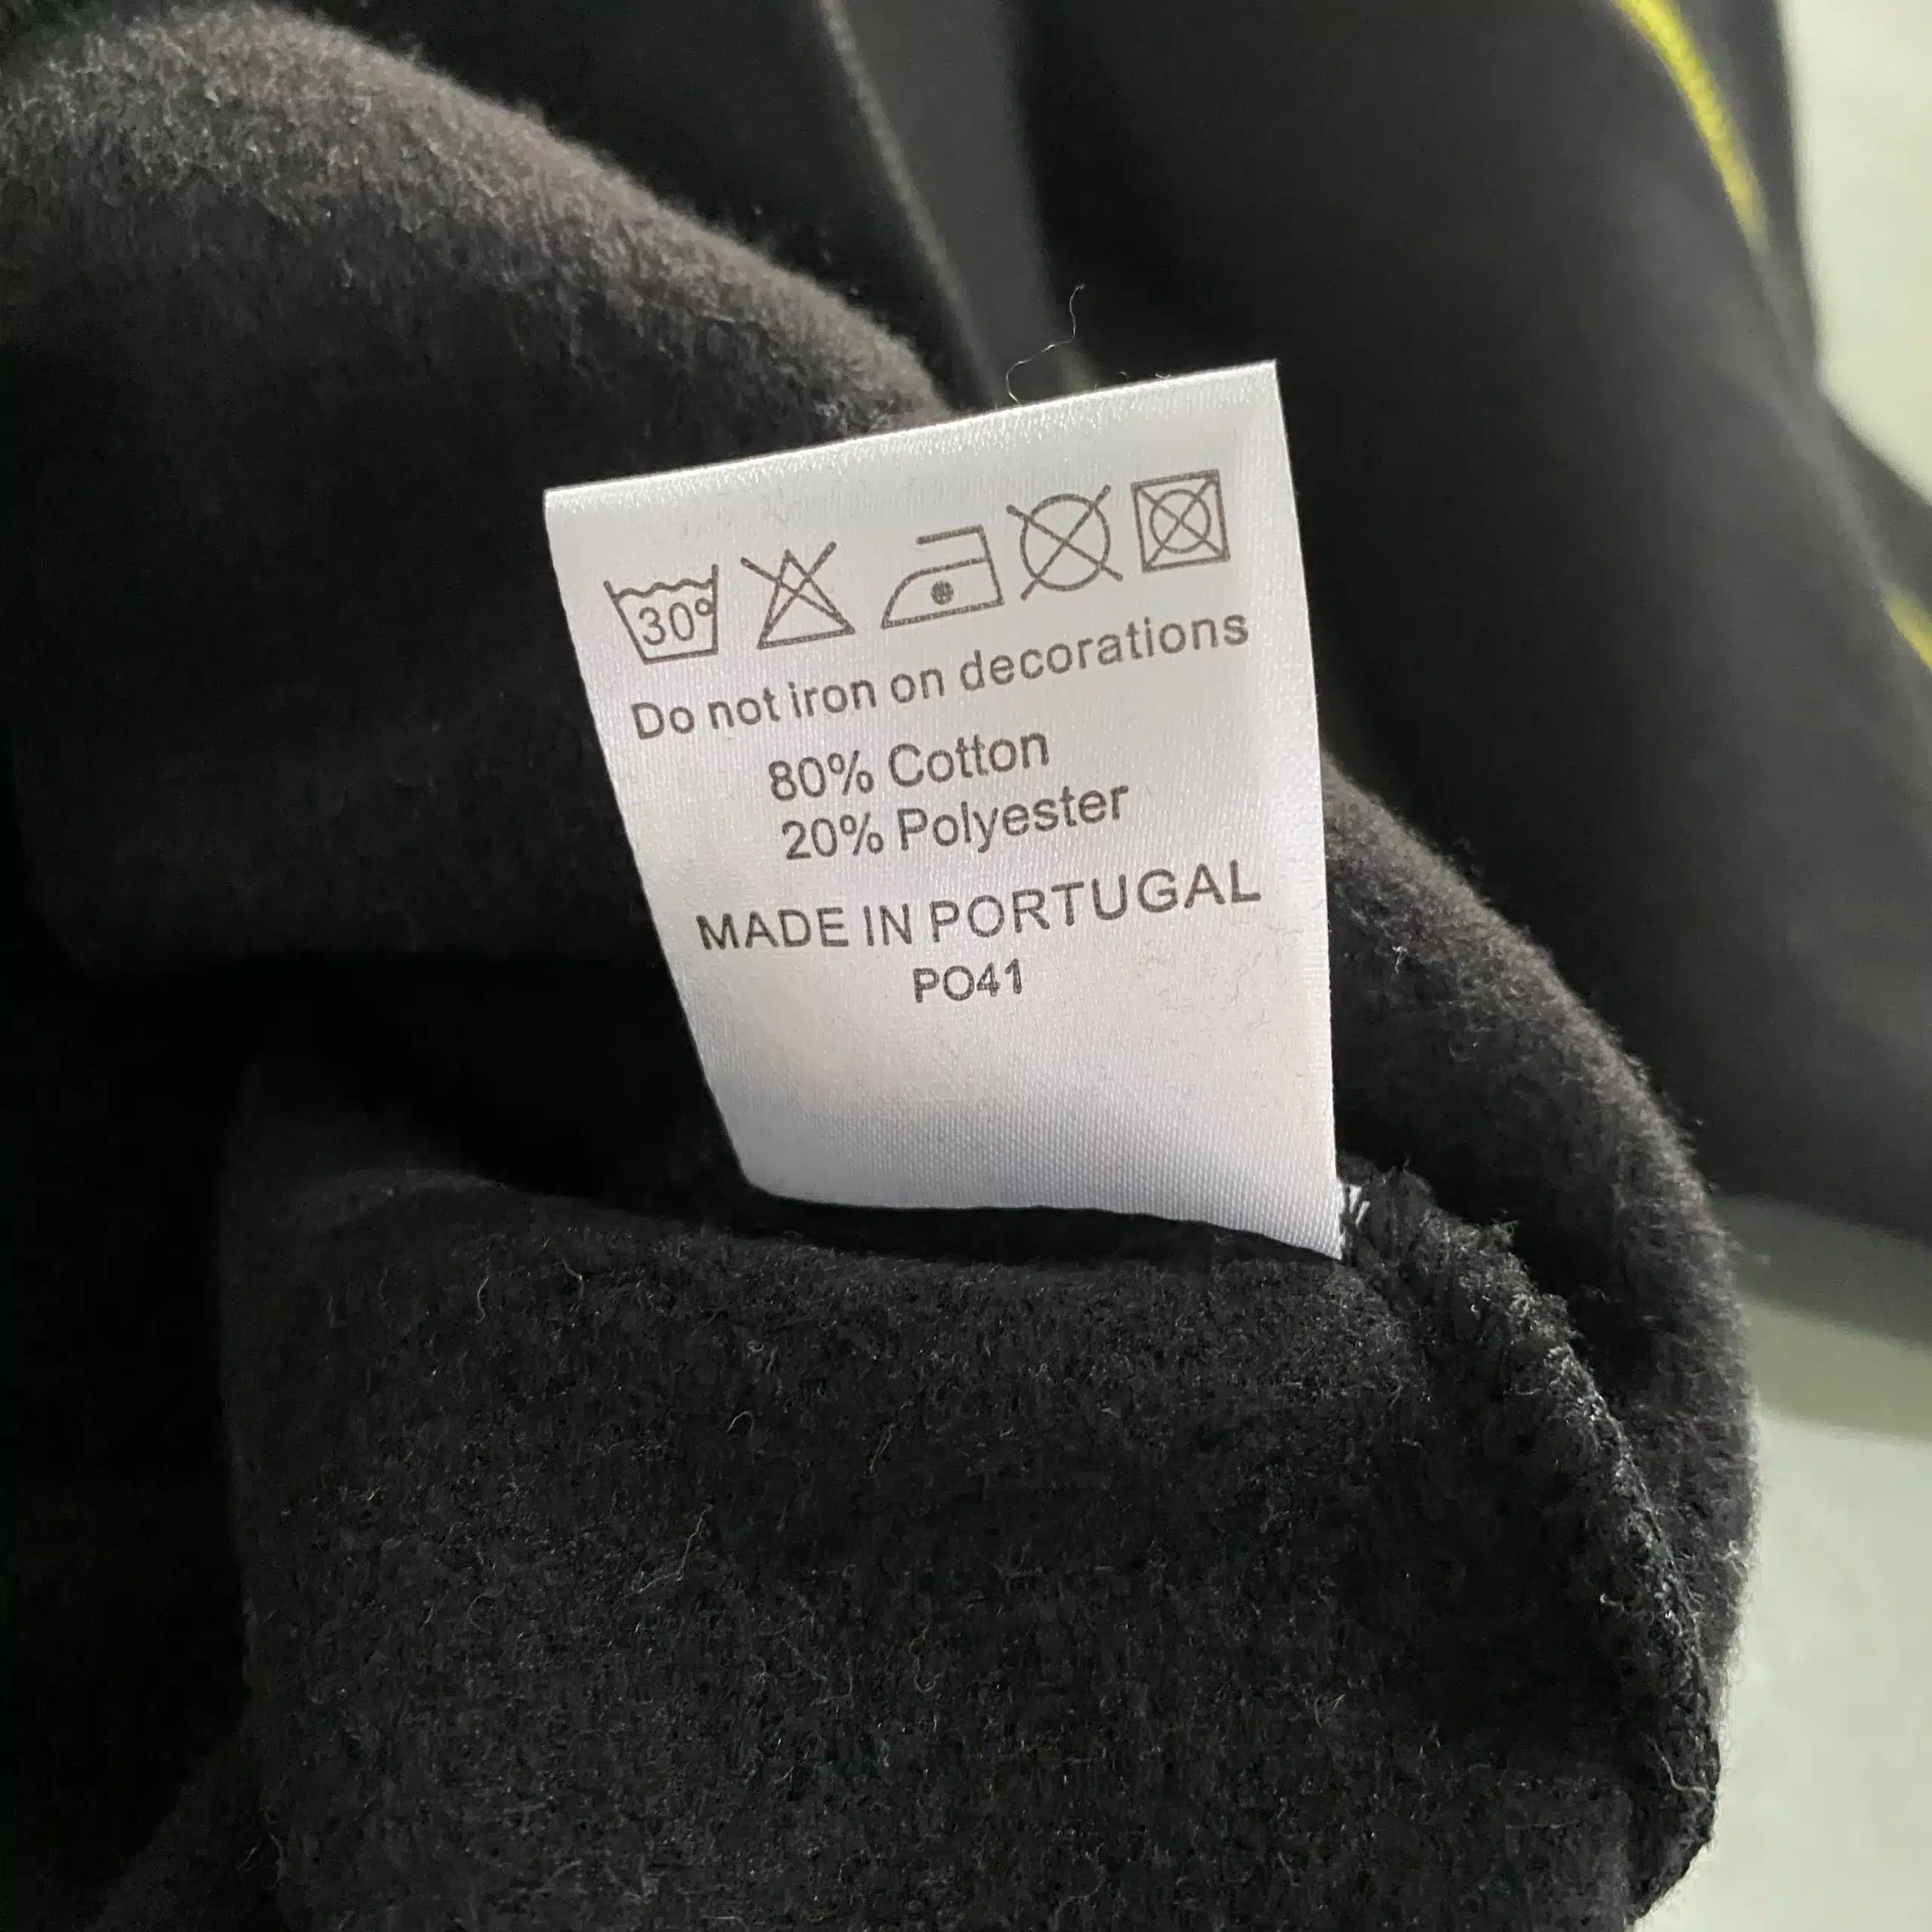 30°
Do not iron on decorations
80% Cotton
20% Polyester
MADE IN PORTUGAL
PO41